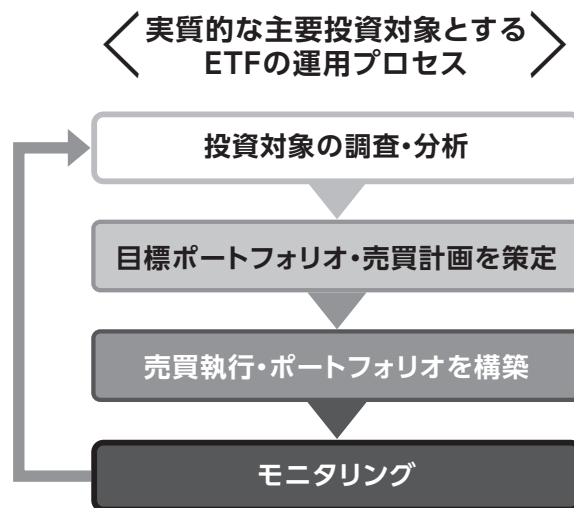 〈実質的な主要投資対象とする
ETFの運用プロセス〉
投資対象の調査・分析
目標ポートフォリオ・売買計画を策定
売買執行・ポートフォリオを構築
モニタリング